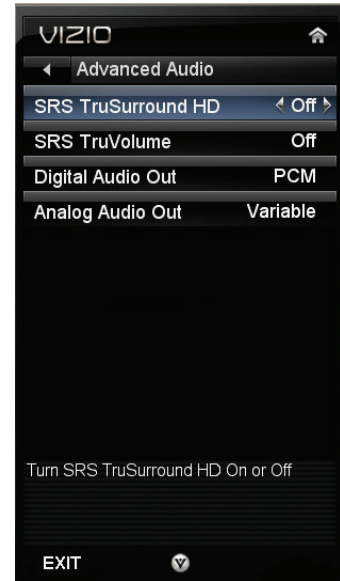 VIZIO
Advanced Audio
SRS TruSurround HD Off
SRS TruVolume Off
Digital Audio Out PCM
Analog Audio Out Variable
Turn SRS TruSurround HD On or Off
EXIT V